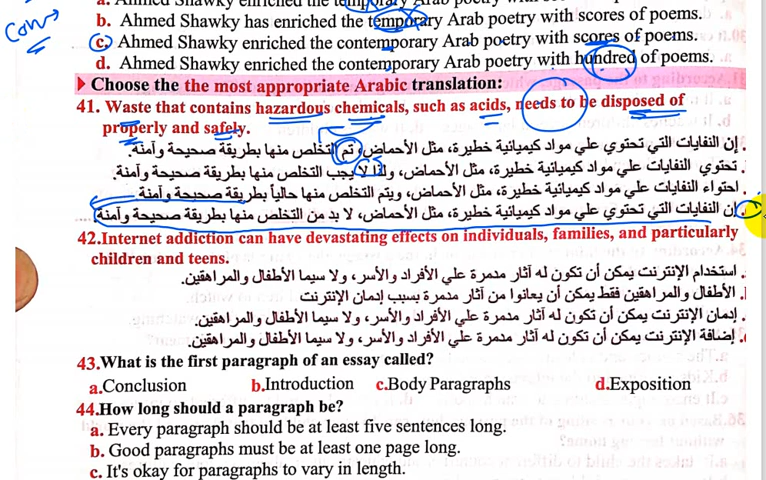 a. Ahmed Shawky enriched the temporary Arab poetry with scores of poems.
Con
b. Ahmed Shawky has enriched the temporary Arab poetry with scores of poems.
c. Ahmed Shawky enriched the contemporary Arab poetry with scores of poems.
d. Ahmed Shawky enriched the contemporary Arab poetry with hundred of poems.
Choose the the most appropriate Arabic translation:
41. Waste that contains hazardous chemicals, such as acids, needs to be disposed of
properly and safely.
إن النفايات التي تحتوي علي مواد كيميائية خطيرة، مثل الأحماض، تم التخلص منها بطريقة صحيحة وآمنة.
تحتوي النفايات علي مواد كيميائية خطيرة، مثل الأحماض، ولذا لا يجب التخلص منها بطريقة صحيحة وآمنة.
احتواء النفايات علي مواد كيميائية خطيرة، مثل الأحماض، ويتم التخلص منها حالياً بطريقة صحيحة وآمنة
إن النفايات التي تحتوي علي مواد كيميائية خطيرة، مثل الأحماض، لا بد من التخلص منها بطريقة صحيحة وآمنة
42.Internet addiction can have devastating effects on individuals, families, and particularly
children and teens.
استخدام الإنترنت يمكن أن تكون له آثار مدمرة علي الأفراد والأسر، ولا سيما الأطفال والمراهقين.
الأطفال والمراهقين فقط يمكن أن يعانوا من آثار مدمرة بسبب إدمان الإنترنت
إدمان الإنترنت يمكن أن تكون له آثار مدمرة علي الأفراد والأسر، ولا سيما الأطفال والمراهقين.
إضافة الإنترنت يمكن أن تكون له آثار مدمرة علي الأفراد والأسر، ولا سيما الأطفال والمراهقين.
43.What is the first paragraph of an essay called?
a.Conclusion b.Introduction c.Body Paragraphs d.Exposition
44.How long should a paragraph be?
a. Every paragraph should be at least five sentences long.
b. Good paragraphs must be at least one page long.
c. It's okay for paragraphs to vary in length.